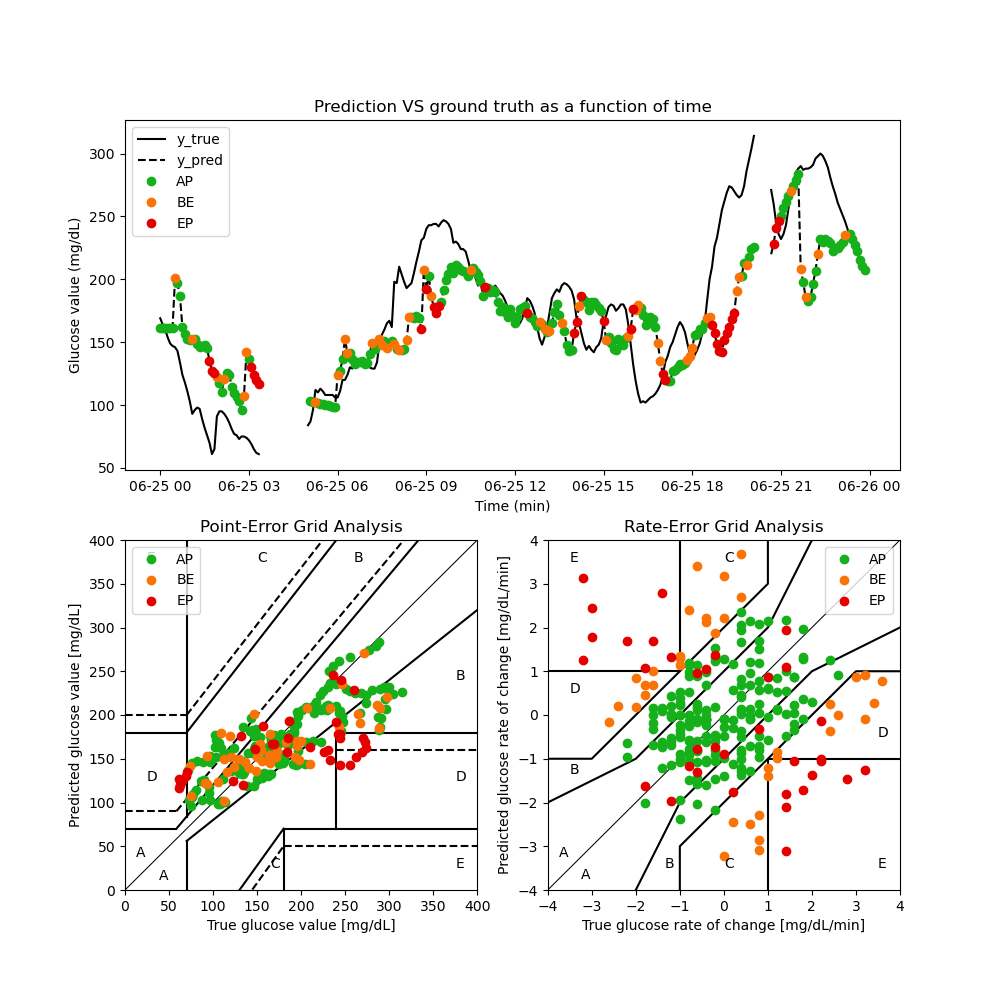 Prediction VS ground truth as a function of time
Glucose value (mg/dL)
300
250
200
150
100
50
y_true
y_pred
AP
BE
EP
06-25 00 06-25 03 06-25 06 06-25 09 06-25 12 06-25 15 06-25 18 06-25 21 06-26 00
Time (min)
Point-Error Grid Analysis
Predicted glucose value [mg/dL]
400
350
300
250
200
150
100
50
0
AP
BE
EP
C
B
B
D
D
A
A
C
E
0 50 100 150 200 250 300 350 400
True glucose value [mg/dL]
Rate-Error Grid Analysis
Predicted glucose rate of change [mg/dL/min]
4
3
2
1
0
−1
−2
−3
−4
E
C
AP
BE
EP
D
D
B
A
A
B
C
E
−4 −3 −2 −1 0 1 2 3 4
True glucose rate of change [mg/dL/min]